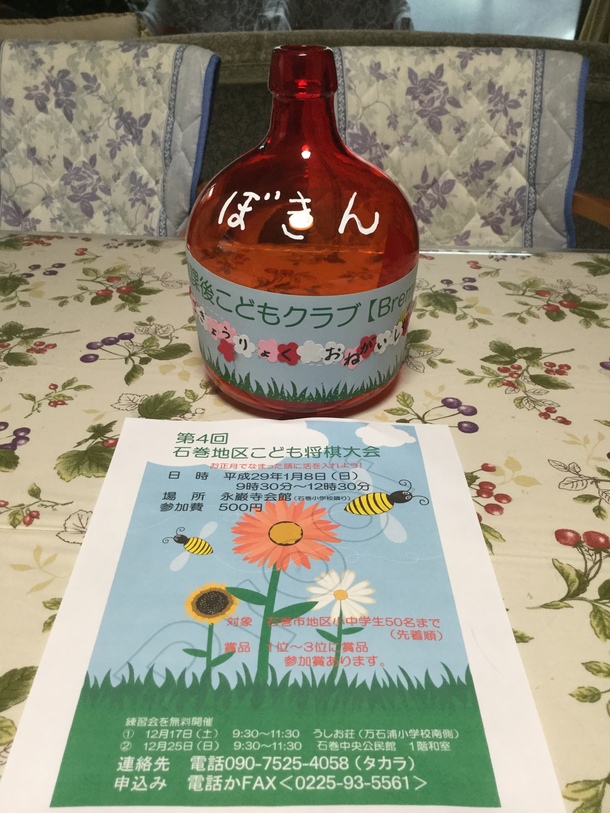 ぼきん
課後こどもクラブ【Bre
きょうりょく おねがいし
第4回
石巻地区こども将棋大会
お正月でなまった頭に活を入れよう!
日 時 平成29年1月8日(日)
9時30分〜12時30分
場 所 永巌寺会館(石巻小学校隣り)
参加費 500円
対象 石巻市地区小中学生50名まで
(先着順)
賞品 1位〜3位に賞品
参加賞あります。
練習会を無料開催
① 12月17日(土) 9:30〜11:30 うしお荘(万石浦小学校南側)
② 12月25日(日) 9:30〜11:30 石巻中央公民館 1階和室
連絡先 電話090-7525-4058(タカラ)
申込み 電話かFAX<0225-93-5561>